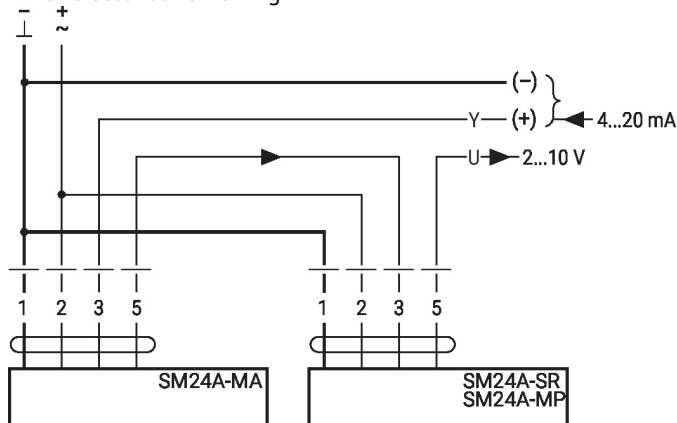 − +
⊥ ~
(−)
Y (+) 4...20 mA
U 2...10 V
1 2 3 5 1 2 3 5
SM24A-MA SM24A-SR
SM24A-MP